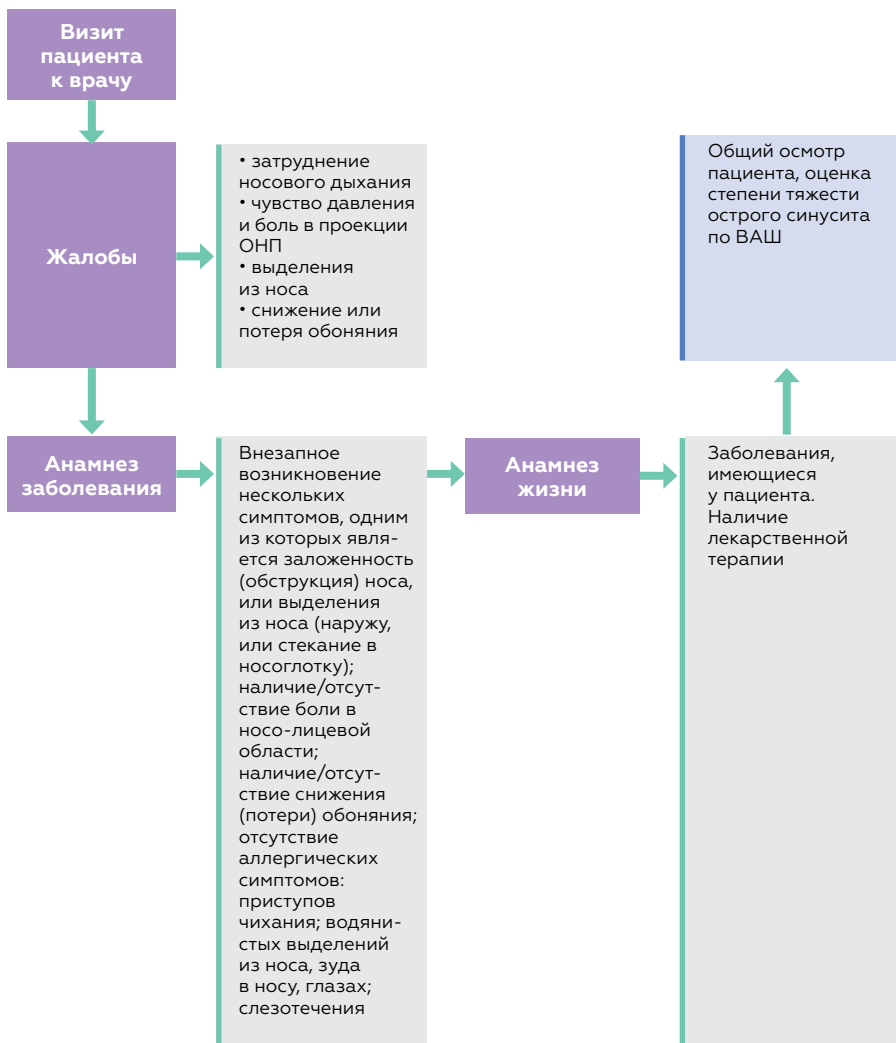 Визит
пациента
к врачу
Жалобы
• затруднение
носового дыхания
• чувство давления
и боль в проекции
ОНП
• выделения
из носа
• снижение или
потеря обоняния
Анамнез
заболевания
Внезапное
возникновение
нескольких
симптомов, одним
из которых явля-
ется заложенность
(обструкция) носа,
или выделения
из носа (наружу,
или стекание в
носоглотку);
наличие/отсут-
ствие боли в
носо-лицевой
области;
наличие/отсут-
ствие снижения
(потери) обоняния;
отсутствие
аллергических
симптомов:
приступов
чихания; водяни-
стых выделений
из носа, зуда
в носу, глазах;
слезотечения
Анамнез
жизни
Заболевания,
имеющиеся
у пациента.
Наличие
лекарственной
терапии
Общий осмотр
пациента, оценка
степени тяжести
острого синусита
по ВАШ